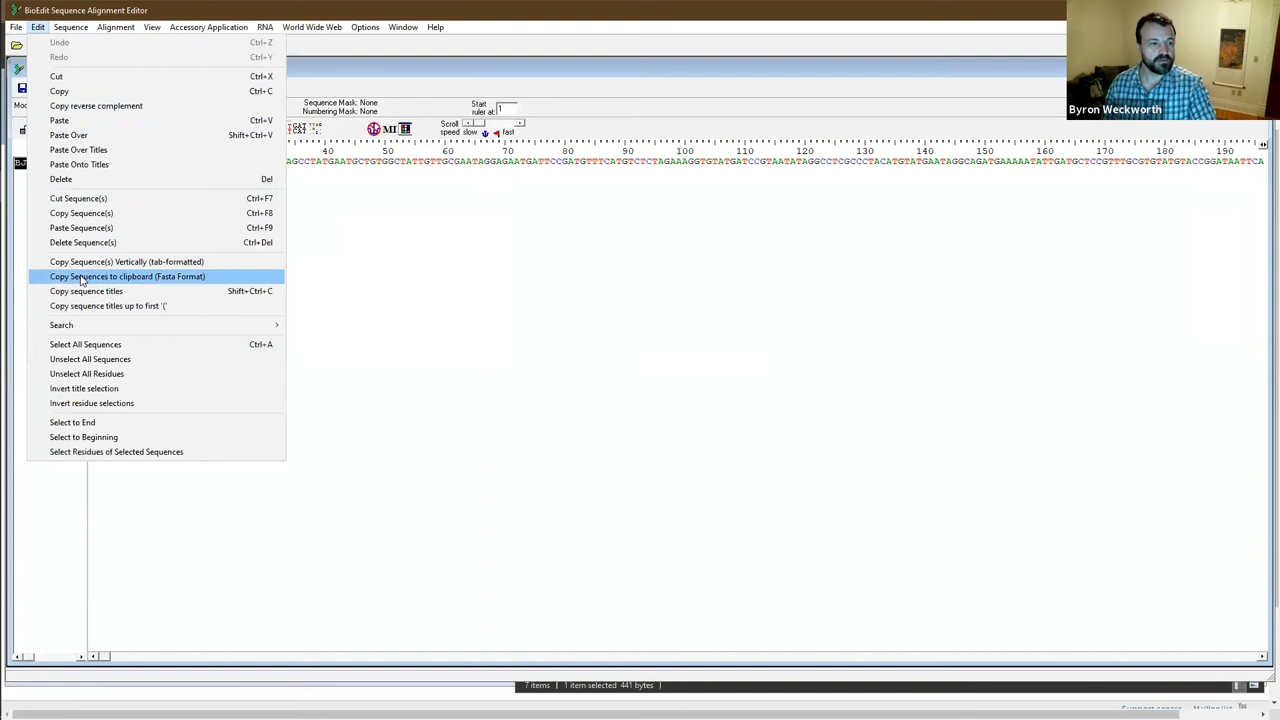 BioEdit Sequence Alignment Editor
File Edit Sequence Alignment View Accessory Application RNA World Wide Web Options Window Help
Undo Ctrl+Z
Redo Ctrl+Y
Cut Ctrl+X
Copy Ctrl+C
Copy reverse complement
Paste Ctrl+V
Paste Over Shift+Ctrl+V
Paste Over Titles
Paste Onto Titles
Delete Del
Cut Sequence(s) Ctrl+F7
Copy Sequence(s) Ctrl+F8
Paste Sequence(s) Ctrl+F9
Delete Sequence(s) Ctrl+Del
Copy Sequence(s) Vertically (tab-formatted)
Copy Sequences to clipboard (Fasta Format)
Copy sequence titles Shift+Ctrl+C
Copy sequence titles up to first '('
Search
Select All Sequences Ctrl+A
Unselect All Sequences
Unselect All Residues
Invert title selection
Invert residue selections
Select to End
Select to Beginning
Select Residues of Selected Sequences
Sequence Mask: None
Numbering Mask: None
Start
ruler at: 1
Scroll
speed slow fast
40 50 60 70 80 90 100 110 120 130 140 150 160 170 180 190
Byron Weckworth
7 items 1 item selected 441 bytes